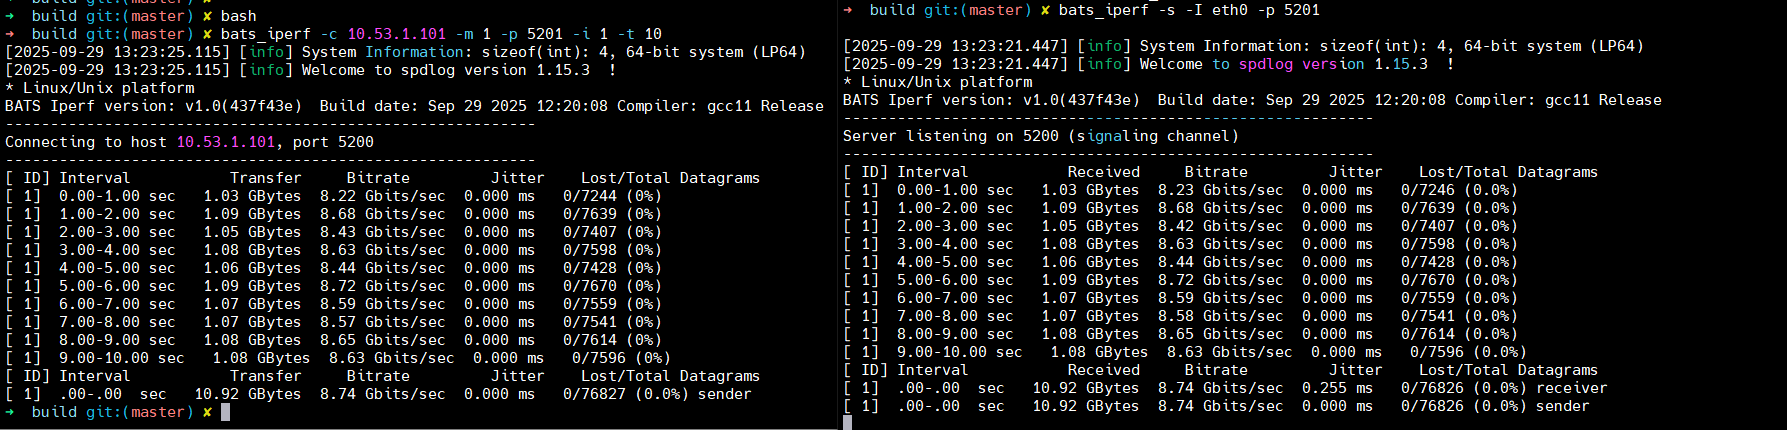 ➜  build git:(master) ✘
➜  build git:(master) ✘ bash
➜  build git:(master) ✘ bats_iperf -c 10.53.1.101 -m 1 -p 5201 -i 1 -t 10
[2025-09-29 13:23:25.115] [info] System Information: sizeof(int): 4, 64-bit system (LP64)
[2025-09-29 13:23:25.115] [info] Welcome to spdlog version 1.15.3  !
* Linux/Unix platform
BATS Iperf version: v1.0(437f43e)  Build date: Sep 29 2025 12:20:08 Compiler: gcc11 Release
-----------------------------------------------------------
Connecting to host 10.53.1.101, port 5200
-----------------------------------------------------------
[ ID] Interval           Transfer     Bitrate         Jitter    Lost/Total Datagrams
[ 1]  0.00-1.00 sec   1.03 GBytes  8.22 Gbits/sec  0.000 ms   0/7244 (0%)
[ 1]  1.00-2.00 sec   1.09 GBytes  8.68 Gbits/sec  0.000 ms   0/7639 (0%)
[ 1]  2.00-3.00 sec   1.05 GBytes  8.43 Gbits/sec  0.000 ms   0/7407 (0%)
[ 1]  3.00-4.00 sec   1.08 GBytes  8.63 Gbits/sec  0.000 ms   0/7598 (0%)
[ 1]  4.00-5.00 sec   1.06 GBytes  8.44 Gbits/sec  0.000 ms   0/7428 (0%)
[ 1]  5.00-6.00 sec   1.09 GBytes  8.72 Gbits/sec  0.000 ms   0/7670 (0%)
[ 1]  6.00-7.00 sec   1.07 GBytes  8.59 Gbits/sec  0.000 ms   0/7559 (0%)
[ 1]  7.00-8.00 sec   1.07 GBytes  8.57 Gbits/sec  0.000 ms   0/7541 (0%)
[ 1]  8.00-9.00 sec   1.08 GBytes  8.65 Gbits/sec  0.000 ms   0/7614 (0%)
[ 1]  9.00-10.00 sec   1.08 GBytes  8.63 Gbits/sec  0.000 ms   0/7596 (0%)
[ ID] Interval           Transfer     Bitrate         Jitter    Lost/Total Datagrams
[ 1]  .00-.00  sec   10.92 GBytes  8.74 Gbits/sec  0.000 ms   0/76827 (0.0%) sender
➜  build git:(master) ✘
➜  build git:(master) ✘ bats_iperf -s -I eth0 -p 5201
[2025-09-29 13:23:21.447] [info] System Information: sizeof(int): 4, 64-bit system (LP64)
[2025-09-29 13:23:21.447] [info] Welcome to spdlog version 1.15.3  !
* Linux/Unix platform
BATS Iperf version: v1.0(437f43e)  Build date: Sep 29 2025 12:20:08 Compiler: gcc11 Release
-----------------------------------------------------------
Server listening on 5200 (signaling channel)
-----------------------------------------------------------
[ ID] Interval           Received     Bitrate         Jitter    Lost/Total Datagrams
[ 1]  0.00-1.00 sec   1.03 GBytes  8.23 Gbits/sec  0.000 ms   0/7246 (0.0%)
[ 1]  1.00-2.00 sec   1.09 GBytes  8.68 Gbits/sec  0.000 ms   0/7639 (0.0%)
[ 1]  2.00-3.00 sec   1.05 GBytes  8.42 Gbits/sec  0.000 ms   0/7407 (0.0%)
[ 1]  3.00-4.00 sec   1.08 GBytes  8.63 Gbits/sec  0.000 ms   0/7598 (0.0%)
[ 1]  4.00-5.00 sec   1.06 GBytes  8.44 Gbits/sec  0.000 ms   0/7428 (0.0%)
[ 1]  5.00-6.00 sec   1.09 GBytes  8.72 Gbits/sec  0.000 ms   0/7670 (0.0%)
[ 1]  6.00-7.00 sec   1.07 GBytes  8.59 Gbits/sec  0.000 ms   0/7559 (0.0%)
[ 1]  7.00-8.00 sec   1.07 GBytes  8.58 Gbits/sec  0.000 ms   0/7541 (0.0%)
[ 1]  8.00-9.00 sec   1.08 GBytes  8.65 Gbits/sec  0.000 ms   0/7614 (0.0%)
[ 1]  9.00-10.00 sec   1.08 GBytes  8.63 Gbits/sec  0.000 ms   0/7596 (0.0%)
[ ID] Interval           Received     Bitrate         Jitter    Lost/Total Datagrams
[ 1]  .00-.00  sec   10.92 GBytes  8.74 Gbits/sec  0.255 ms   0/76826 (0.0%) receiver
[ 1]  .00-.00  sec   10.92 GBytes  8.74 Gbits/sec  0.000 ms   0/76826 (0.0%) sender